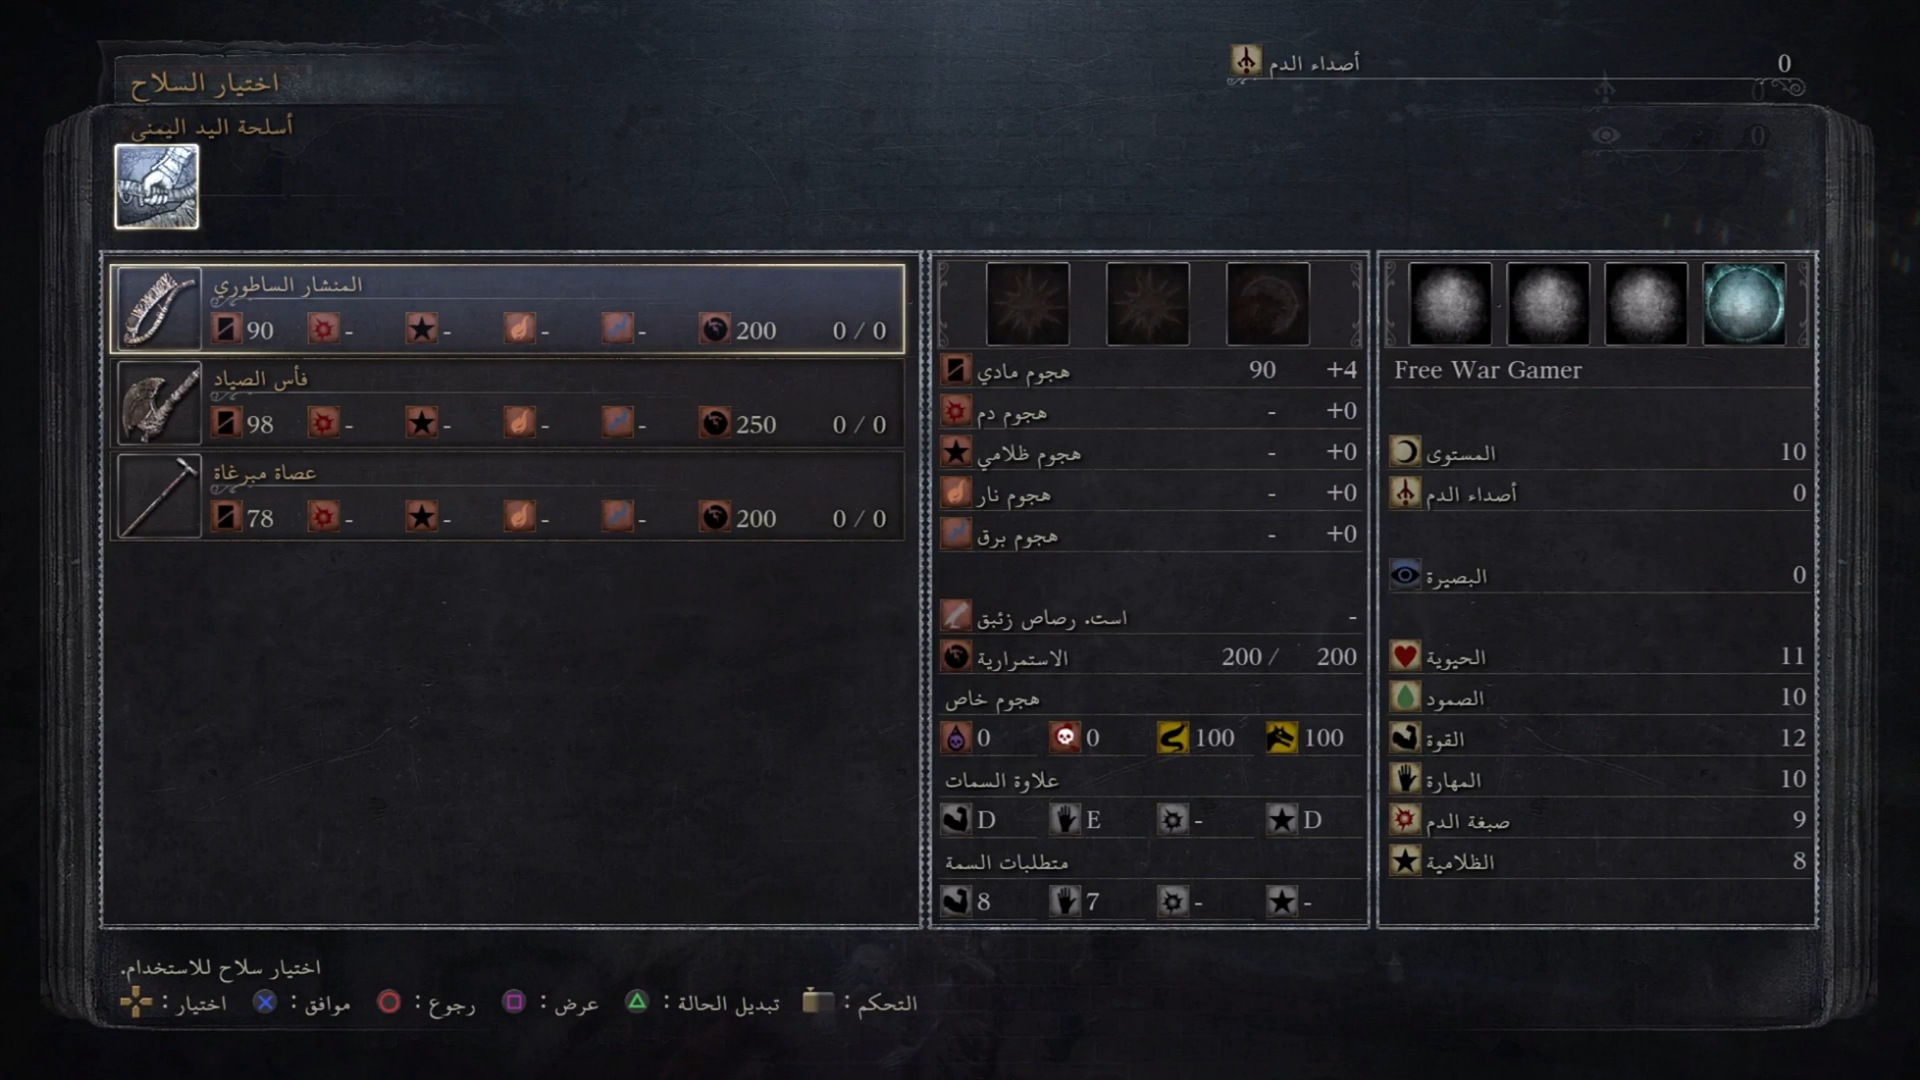 اختيار السلاح
أصداء الدم 0
أسلحة اليد اليمنى
المنشار الساطوري
90 - - - - 200 0 / 0
فأس الصياد
98 - - - - 250 0 / 0
عصاة مبرغاة
78 - - - - 200 0 / 0
هجوم مادي 90 +4
هجوم دم - +0
هجوم ظلامي - +0
هجوم نار - +0
هجوم برق - +0
است. رصاص زئبق -
الاستمرارية 200 / 200
هجوم خاص
0 0 100 100
علاوة السمات
D E - D
متطلبات السمة
8 7 - -
Free War Gamer
المستوى 10
أصداء الدم 0
البصيرة 0
الحيوية 11
الصمود 10
القوة 12
المهارة 10
صبغة الدم 9
الظلامية 8
اختيار سلاح للاستخدام.
: اختيار : موافق : رجوع : عرض : تبديل الحالة : التحكم